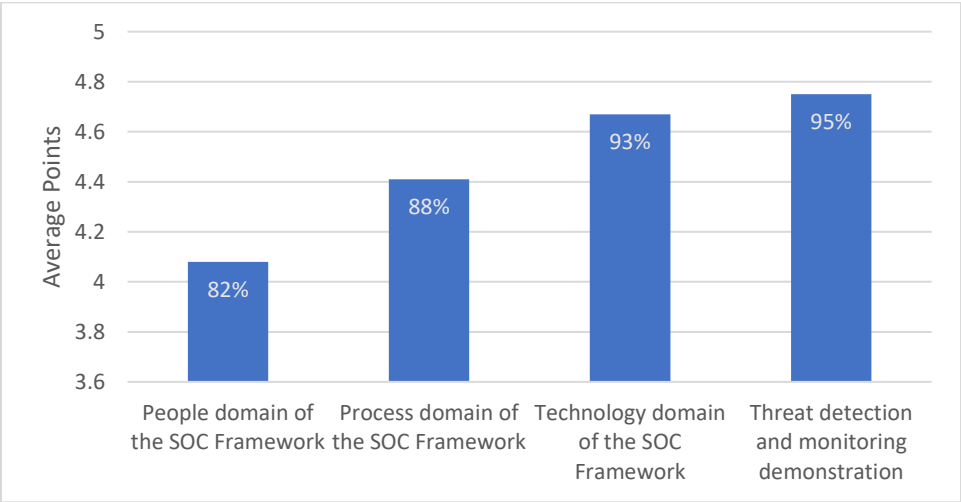 5
4.8
4.6
4.4
4.2
4
3.8
3.6
Average Points
82%
88%
93%
95%
People domain of
the SOC Framework
Process domain of
the SOC Framework
Technology domain
of the SOC
Framework
Threat detection
and monitoring
demonstration